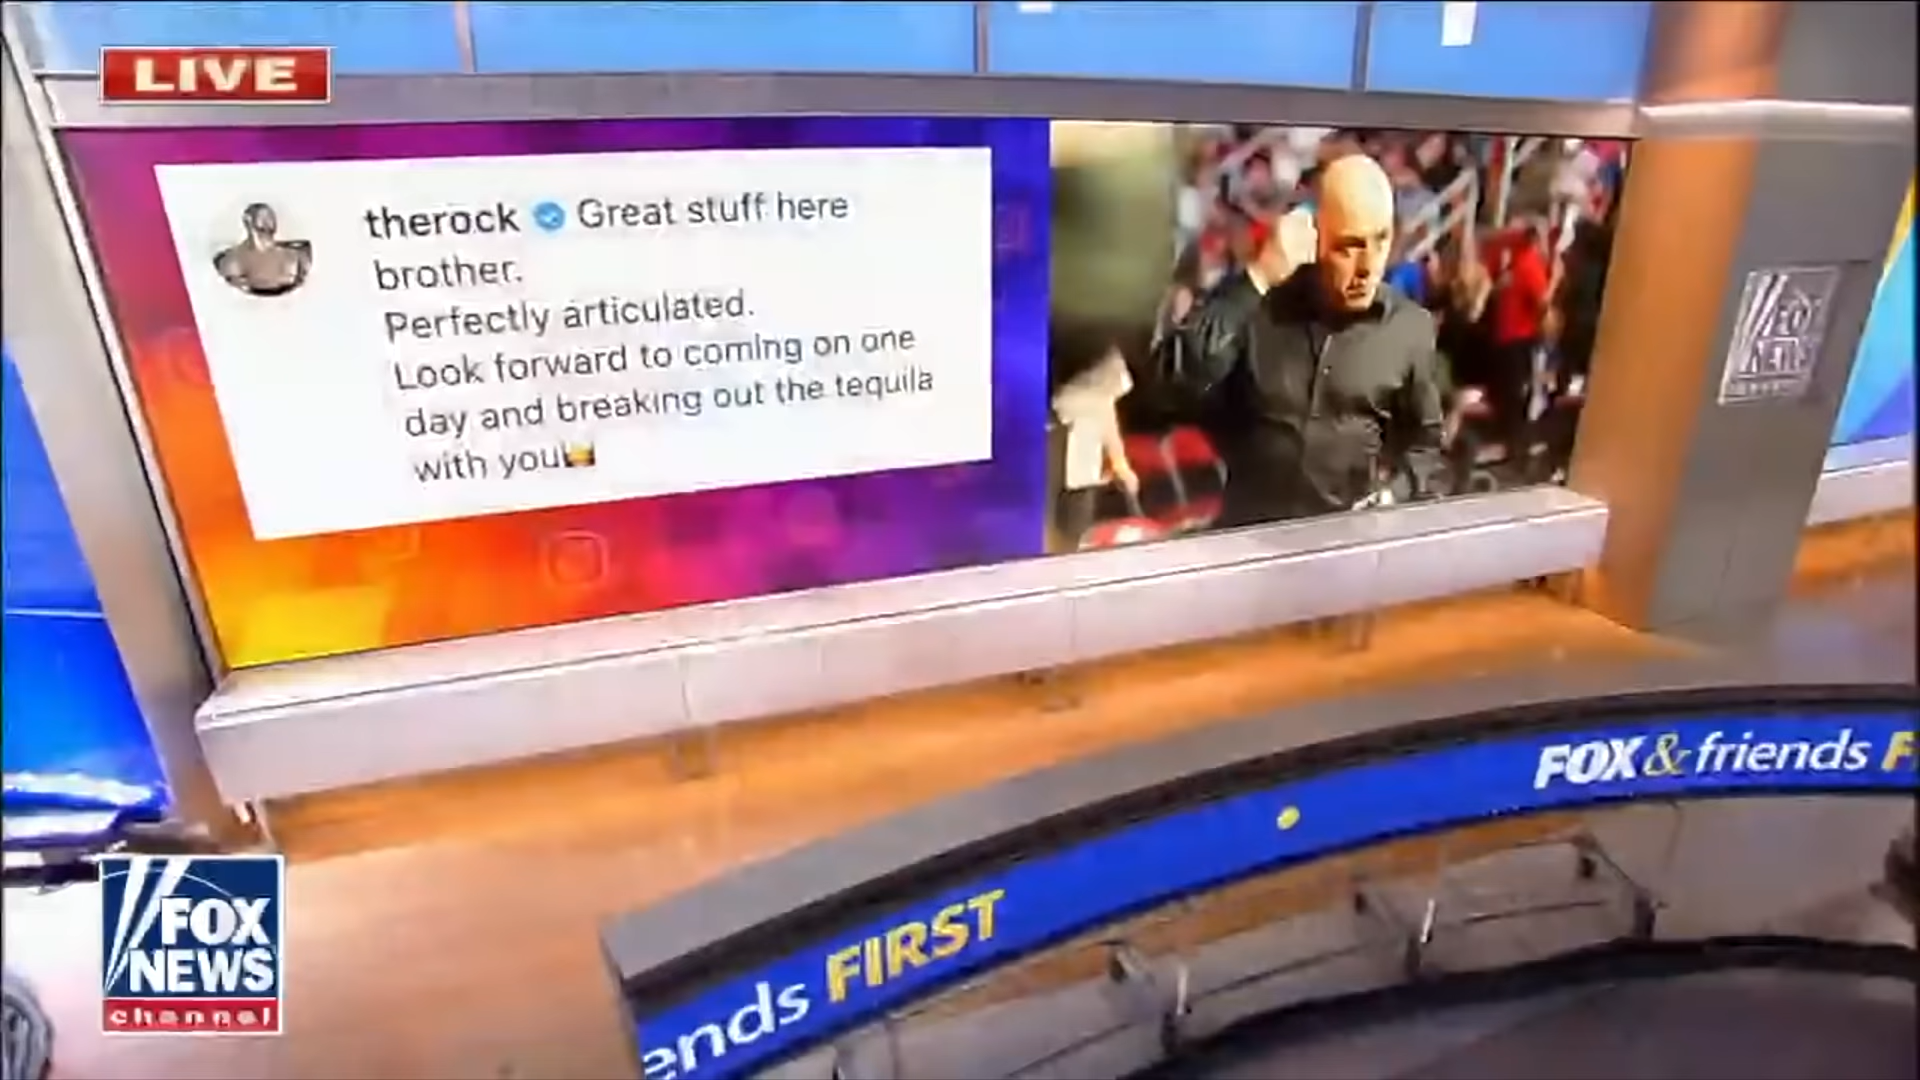 LIVE
therock Great stuff here
brother.
Perfectly articulated.
Look forward to coming on one
day and breaking out the tequila
with you
FOX
NEWS
FOX & friends F
ends FIRST
FOX
NEWS
channel